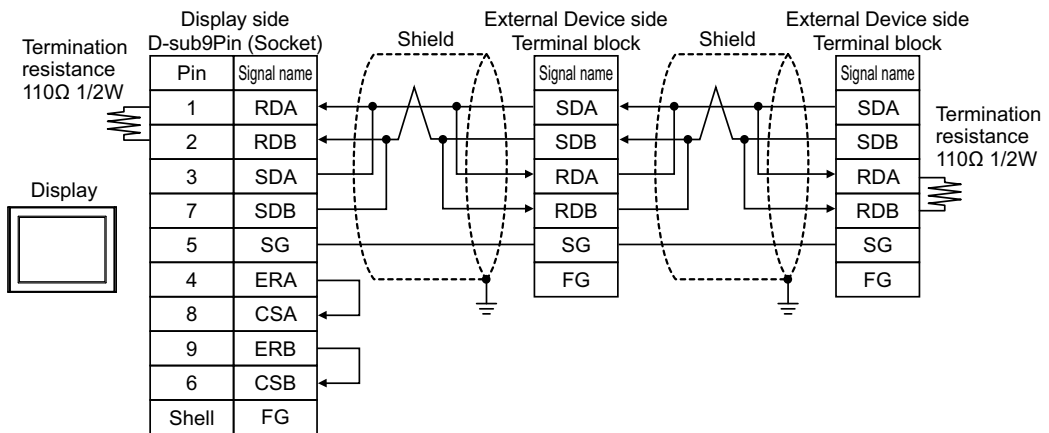 Display side
D-sub9Pin (Socket)
External Device side
Terminal block
External Device side
Terminal block
Termination
resistance
110Ω 1/2W
Shield
Shield
Pin Signal name
1 RDA
2 RDB
3 SDA
7 SDB
5 SG
4 ERA
8 CSA
9 ERB
6 CSB
Shell FG
Display
Signal name
SDA
SDB
RDA
RDB
SG
FG
Signal name
SDA
SDB
RDA
RDB
SG
FG
Termination
resistance
110Ω 1/2W